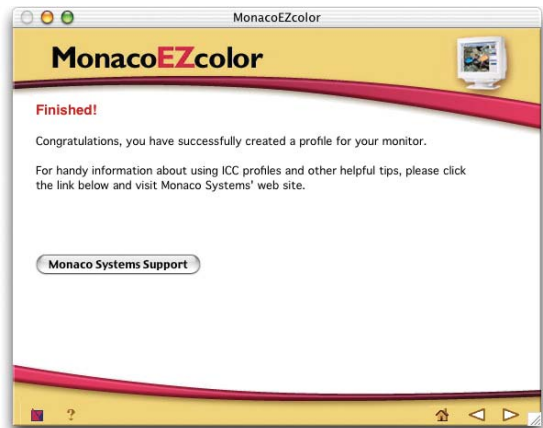 MonacoEZcolor
MonacoEZcolor
Finished!
Congratulations, you have successfully created a profile for your monitor.
For handy information about using ICC profiles and other helpful tips, please click
the link below and visit Monaco Systems' web site.
Monaco Systems Support
?